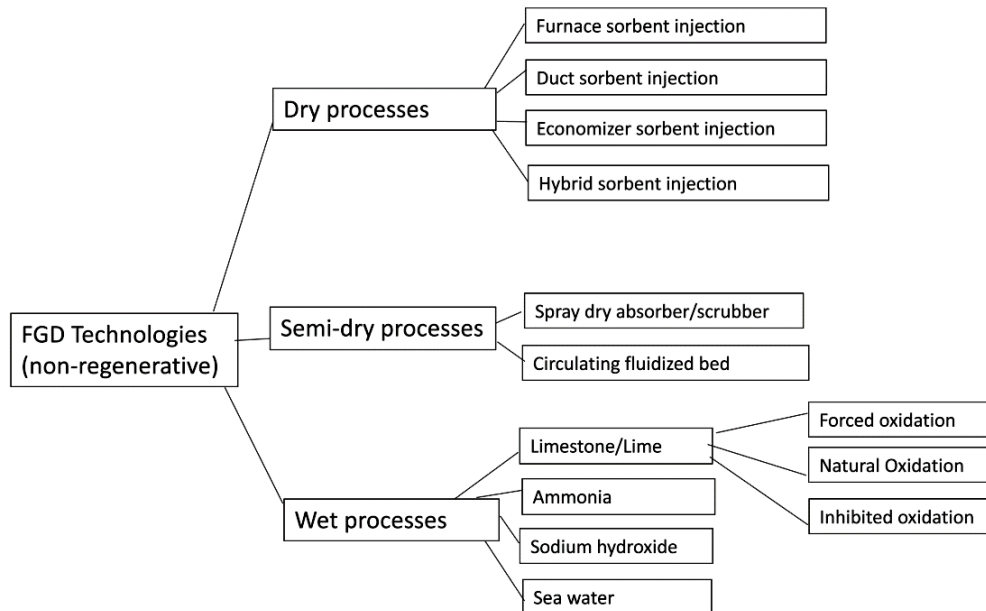 Furnace sorbent injection
Duct sorbent injection
Dry processes
Economizer sorbent injection
Hybrid sorbent injection
FGD Technologies
(non-regenerative)
Semi-dry processes
Spray dry absorber/scrubber
Circulating fluidized bed
Wet processes
Limestone/Lime
Forced oxidation
Natural Oxidation
Inhibited oxidation
Ammonia
Sodium hydroxide
Sea water